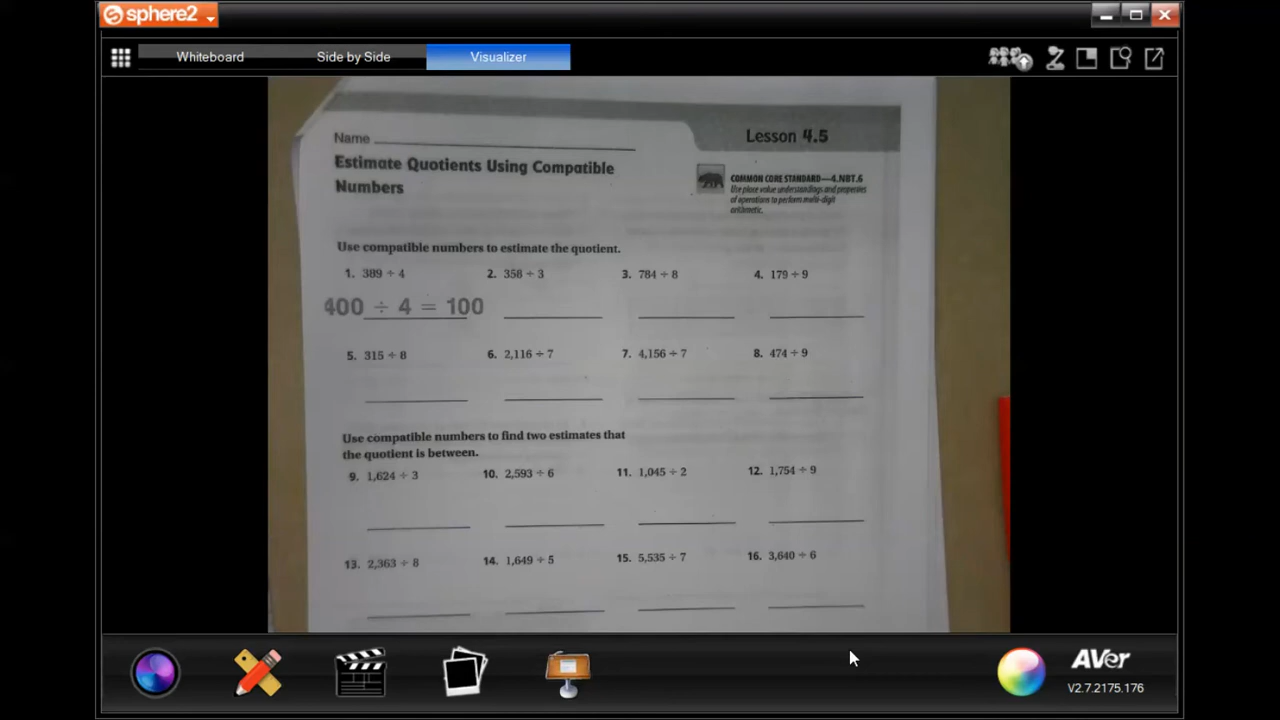 sphere2
Whiteboard Side by Side Visualizer
Name
Lesson 4.5
Estimate Quotients Using Compatible
Numbers
COMMON CORE STANDARD—4.NBT.6
Use place value understandings and properties
of operations to perform multi-digit
arithmetic.
Use compatible numbers to estimate the quotient.
1. 389 ÷ 4 2. 358 ÷ 3 3. 784 ÷ 8 4. 179 ÷ 9
400 ÷ 4 = 100
5. 315 ÷ 8 6. 2,116 ÷ 7 7. 4,156 ÷ 7 8. 474 ÷ 9
Use compatible numbers to find two estimates that
the quotient is between.
9. 1,624 ÷ 3 10. 2,593 ÷ 6 11. 1,045 ÷ 2 12. 1,754 ÷ 9
13. 2,363 ÷ 8 14. 1,649 ÷ 5 15. 5,535 ÷ 7 16. 3,640 ÷ 6
AVer
V2.7.2175.176